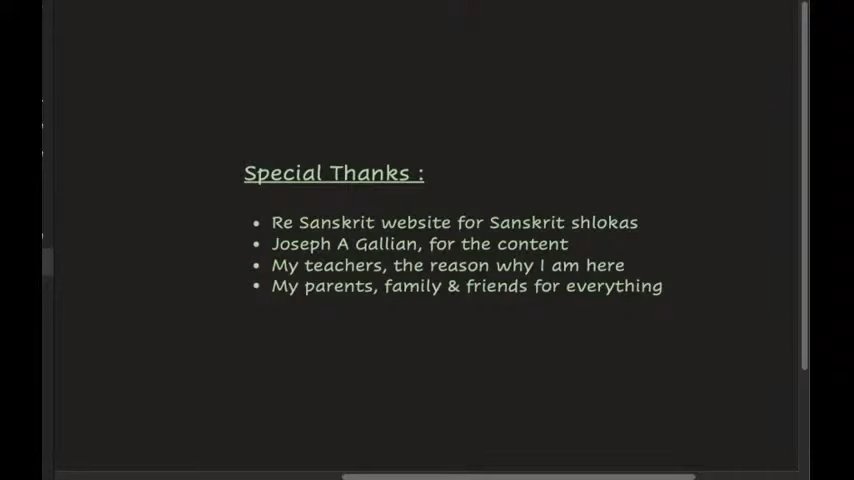 Special Thanks :
• Re Sanskrit website for Sanskrit shlokas
• Joseph A Gallian, for the content
• My teachers, the reason why I am here
• My parents, family & friends for everything